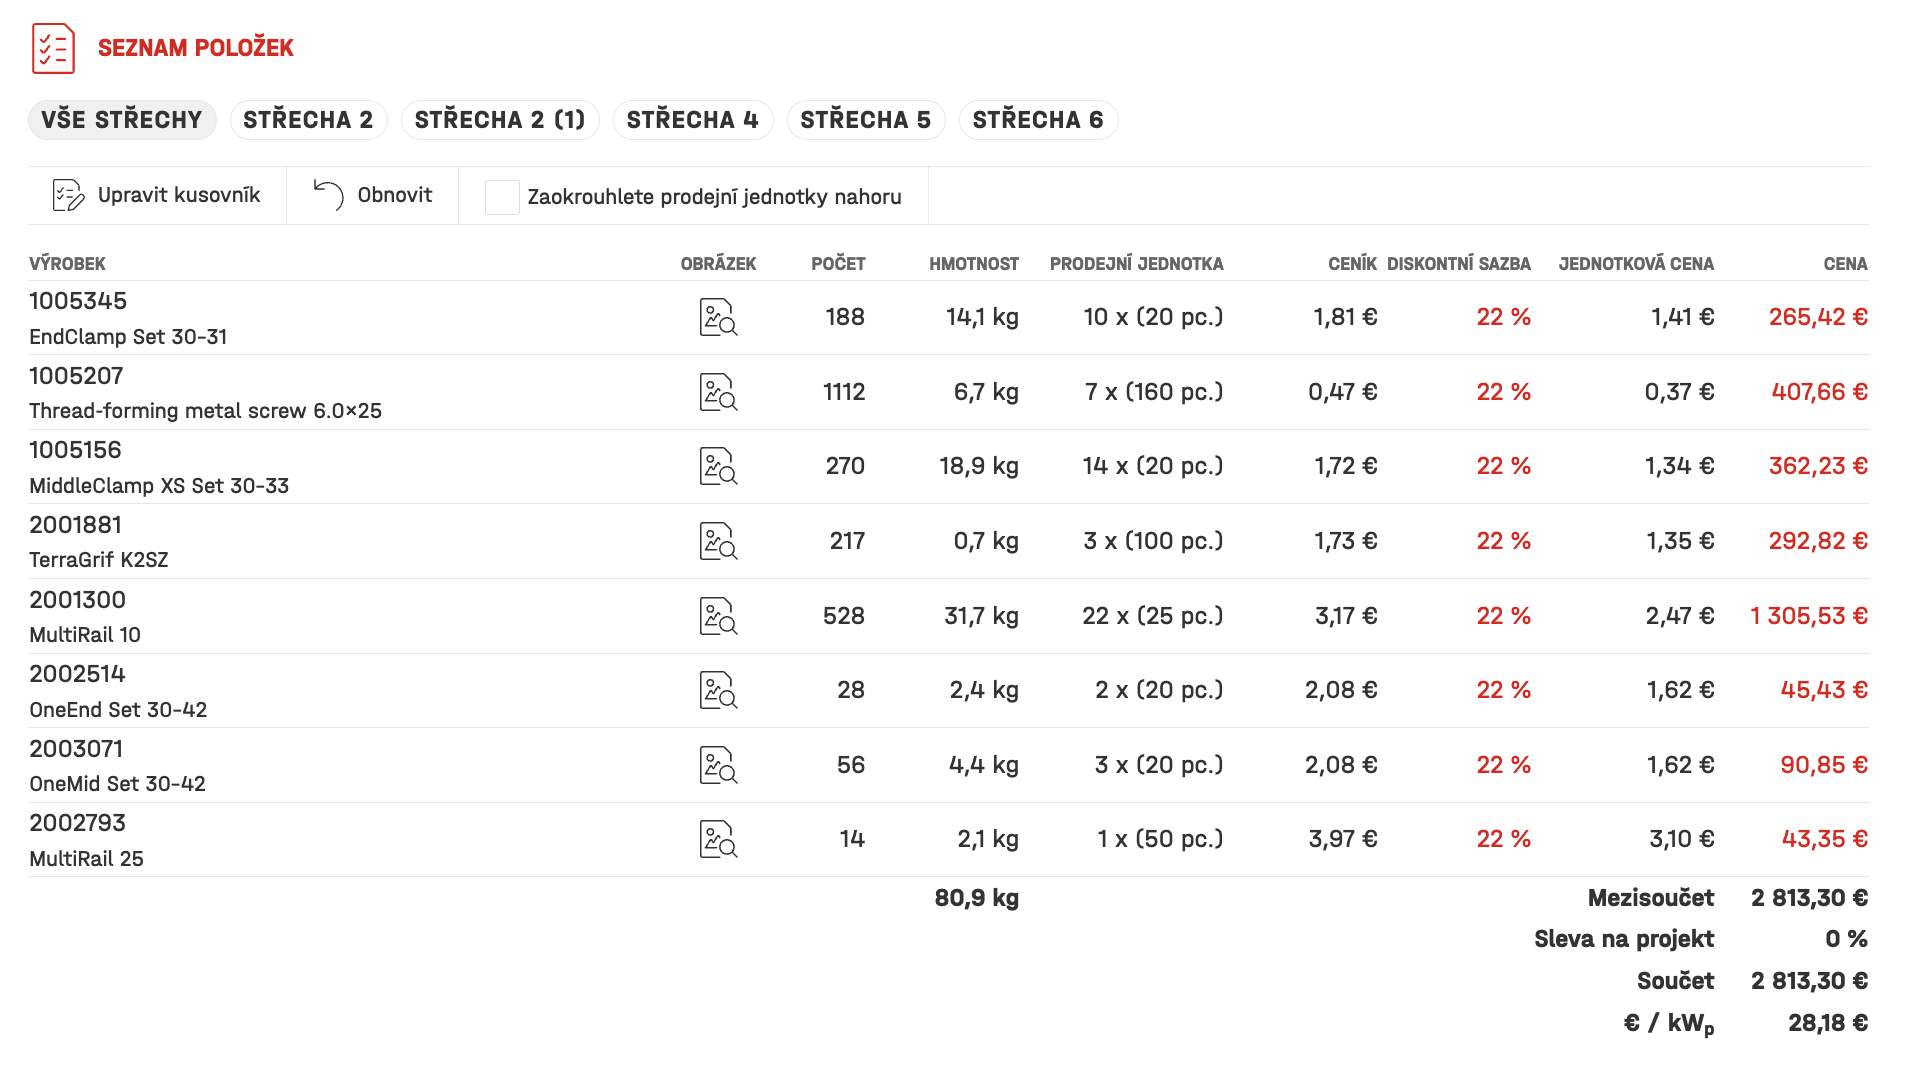 SEZNAM POLOŽEK
VŠE STŘECHY STŘECHA 2 STŘECHA 2 (1) STŘECHA 4 STŘECHA 5 STŘECHA 6
Upravit kusovník Obnovit Zaokrouhlete prodejní jednotky nahoru
VÝROBEK OBRÁZEK POČET HMOTNOST PRODEJNÍ JEDNOTKA CENÍK DISKONTNÍ SAZBA JEDNOTKOVÁ CENA CENA
1005345
EndClamp Set 30-31
188 14,1 kg 10 x (20 pc.) 1,81 € 22 % 1,41 € 265,42 €
1005207
Thread-forming metal screw 6.0×25
1112 6,7 kg 7 x (160 pc.) 0,47 € 22 % 0,37 € 407,66 €
1005156
MiddleClamp XS Set 30-33
270 18,9 kg 14 x (20 pc.) 1,72 € 22 % 1,34 € 362,23 €
2001881
TerraGrif K2SZ
217 0,7 kg 3 x (100 pc.) 1,73 € 22 % 1,35 € 292,82 €
2001300
MultiRail 10
528 31,7 kg 22 x (25 pc.) 3,17 € 22 % 2,47 € 1 305,53 €
2002514
OneEnd Set 30-42
28 2,4 kg 2 x (20 pc.) 2,08 € 22 % 1,62 € 45,43 €
2003071
OneMid Set 30-42
56 4,4 kg 3 x (20 pc.) 2,08 € 22 % 1,62 € 90,85 €
2002793
MultiRail 25
14 2,1 kg 1 x (50 pc.) 3,97 € 22 % 3,10 € 43,35 €
80,9 kg Mezisoučet 2 813,30 €
Sleva na projekt 0 %
Součet 2 813,30 €
€ / kWp 28,18 €